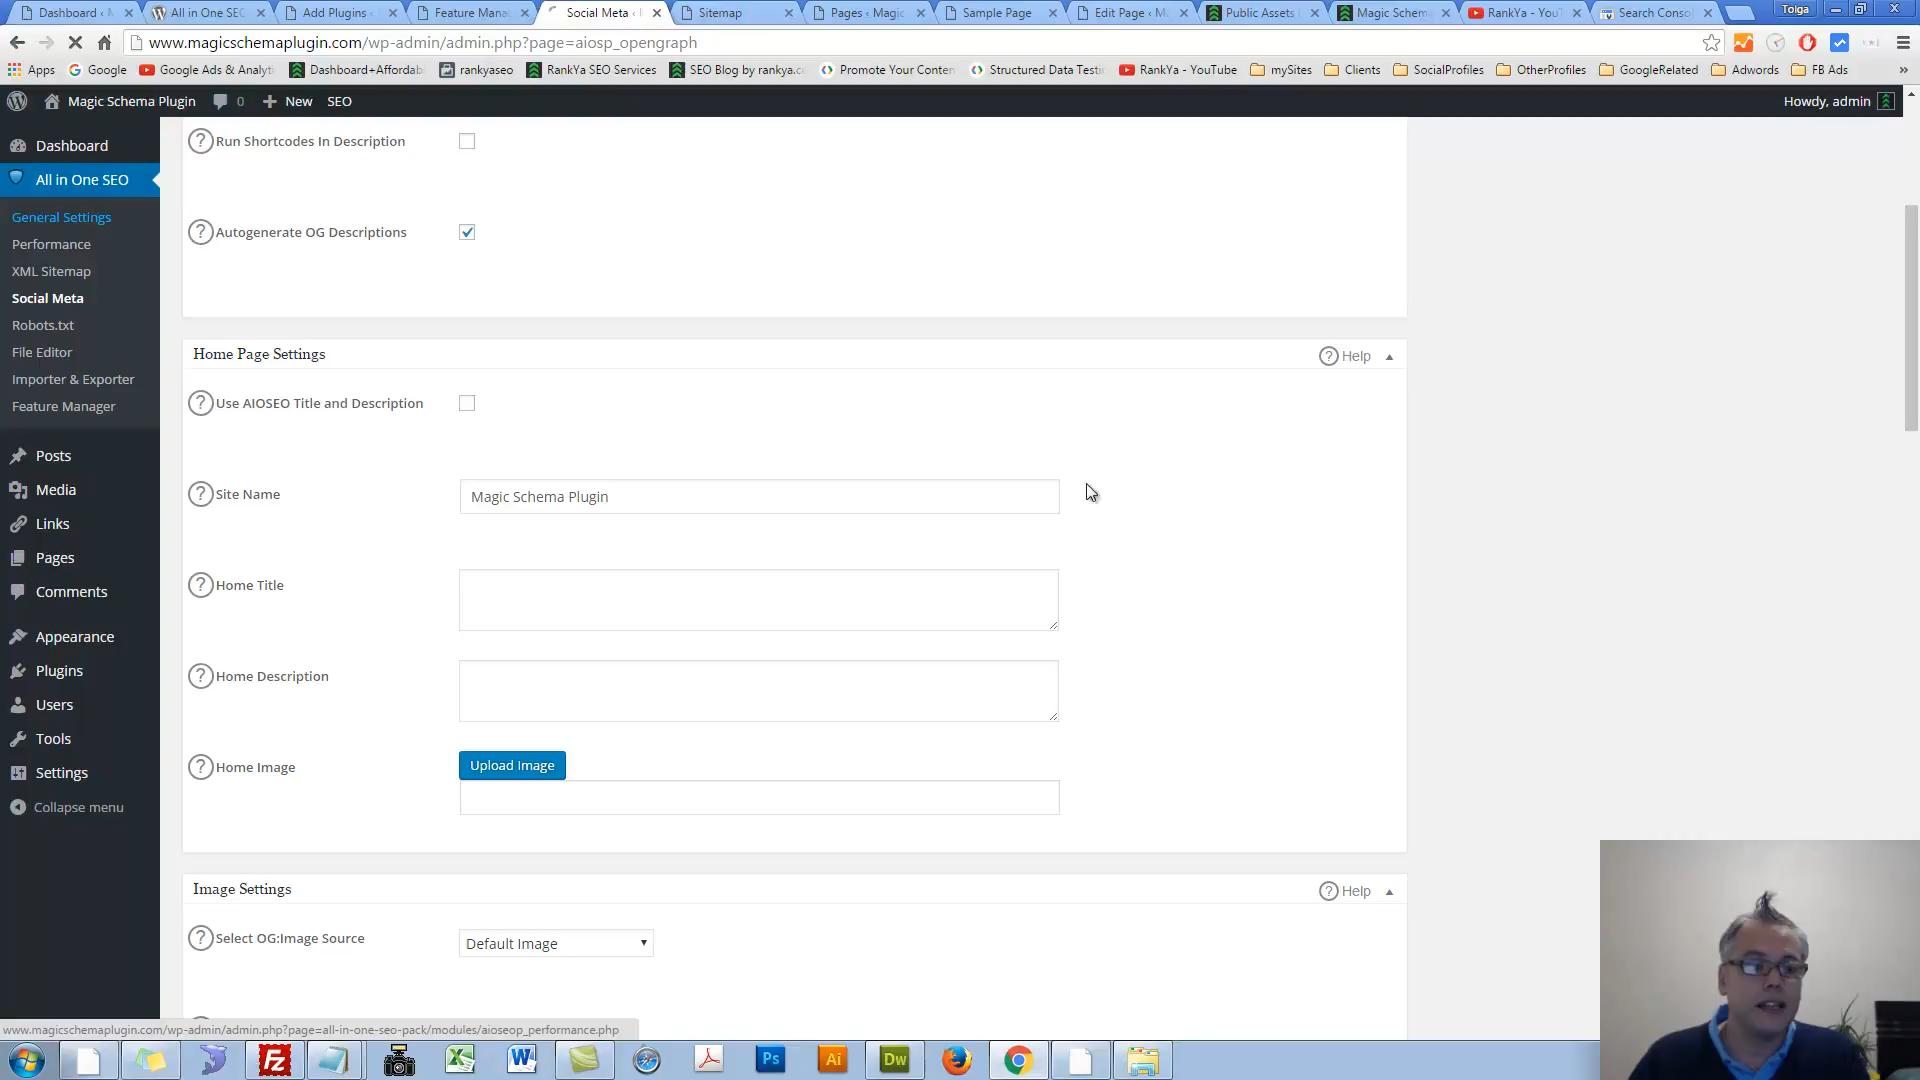 Dashboard ‹ M
All in One SEO
Add Plugins ‹
Feature Mana
Social Meta ‹
Sitemap
Pages ‹ Magic
Sample Page
Edit Page ‹ M
Public Assets
Magic Schem
RankYa - YouT
Search Conso
Tolga
www.magicschemaplugin.com/wp-admin/admin.php?page=aiosp_opengraph
Apps
Google
Google Ads & Analyti
Dashboard+Affordab
rankyaseo
RankYa SEO Services
SEO Blog by rankya.co
Promote Your Conten
Structured Data Testi
RankYa - YouTube
mySites
Clients
SocialProfiles
OtherProfiles
GoogleRelated
Adwords
FB Ads
»
Magic Schema Plugin
0
New
SEO
Howdy, admin
Dashboard
All in One SEO
General Settings
Performance
XML Sitemap
Social Meta
Robots.txt
File Editor
Importer & Exporter
Feature Manager
Posts
Media
Links
Pages
Comments
Appearance
Plugins
Users
Tools
Settings
Collapse menu
? Run Shortcodes In Description
? Autogenerate OG Descriptions
Home Page Settings
? Help
? Use AIOSEO Title and Description
? Site Name
Magic Schema Plugin
? Home Title
? Home Description
? Home Image
Upload Image
Image Settings
? Help
? Select OG:Image Source
Default Image
www.magicschemaplugin.com/wp-admin/admin.php?page=all-in-one-seo-pack/modules/aioseop_performance.php
Fz
Ps
Ai
Dw